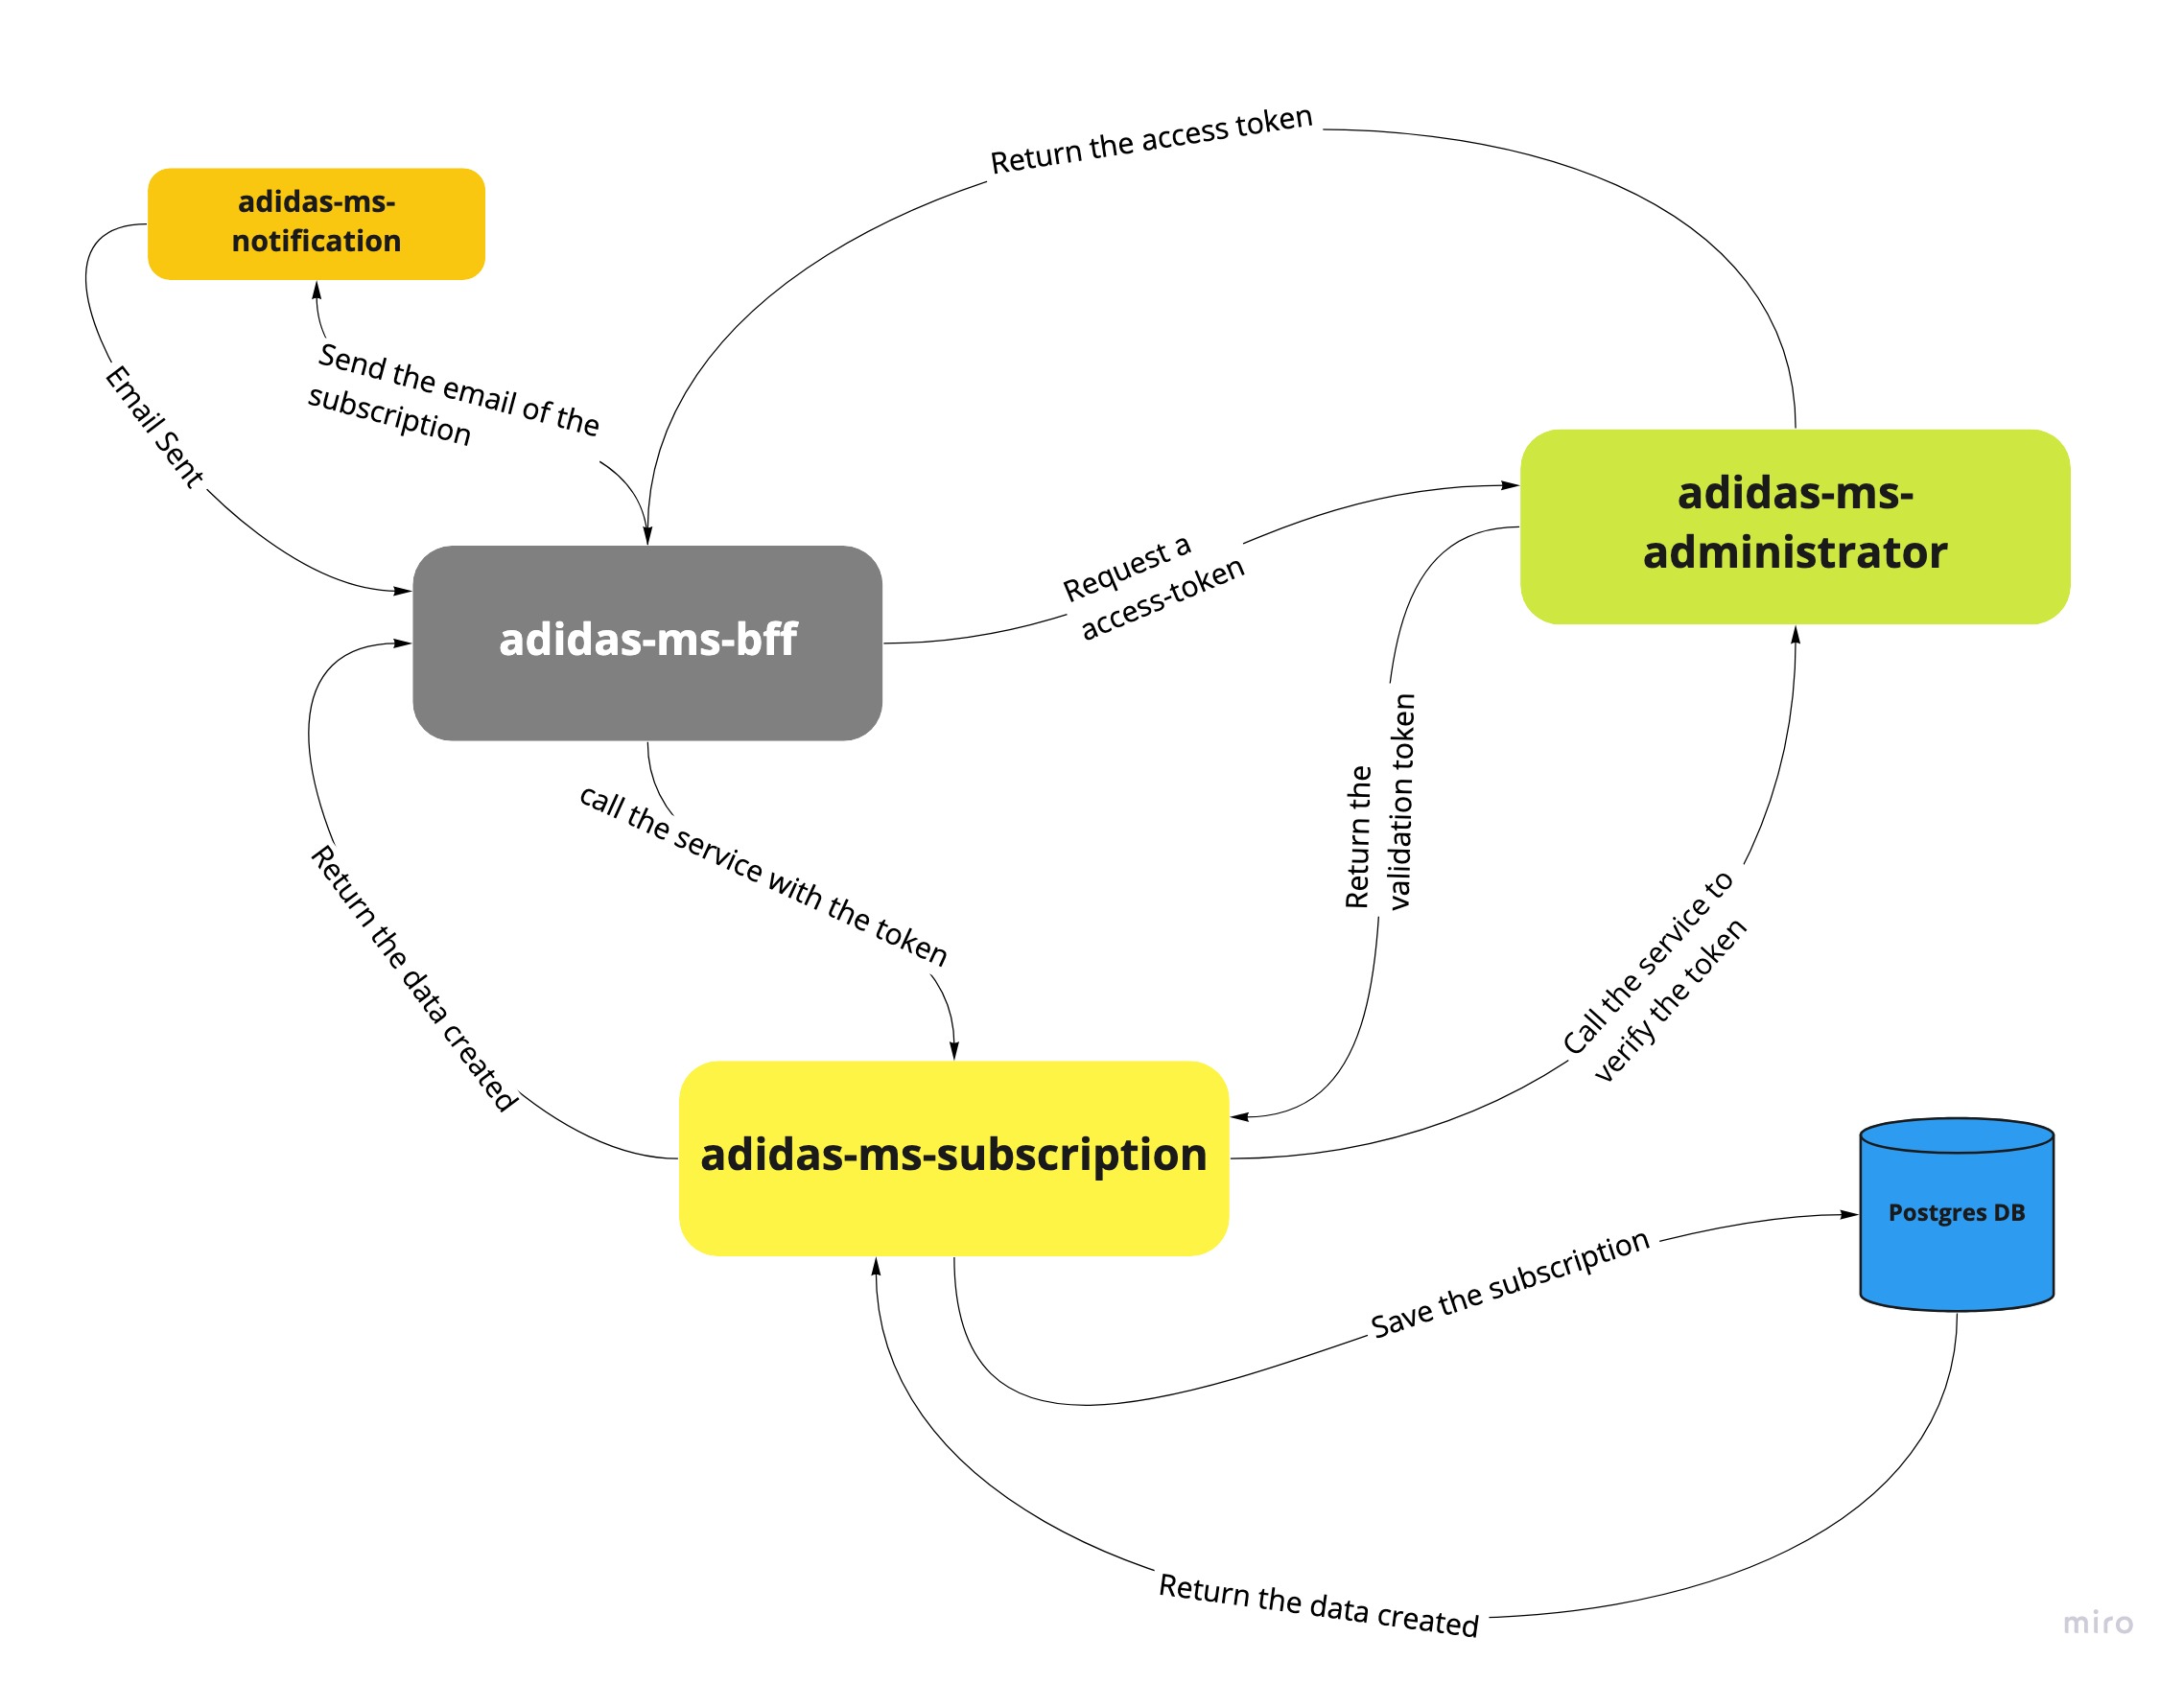 Return the access token
adidas-ms-
notification
Send the email of the
subscription
Email Sent
adidas-ms-
administrator
Request a
access-token
adidas-ms-bff
Return the
validation token
call the service with the token
Return the data created
Call the service to
verify the token
adidas-ms-subscription
Postgres DB
Save the subscription
Return the data created
miro